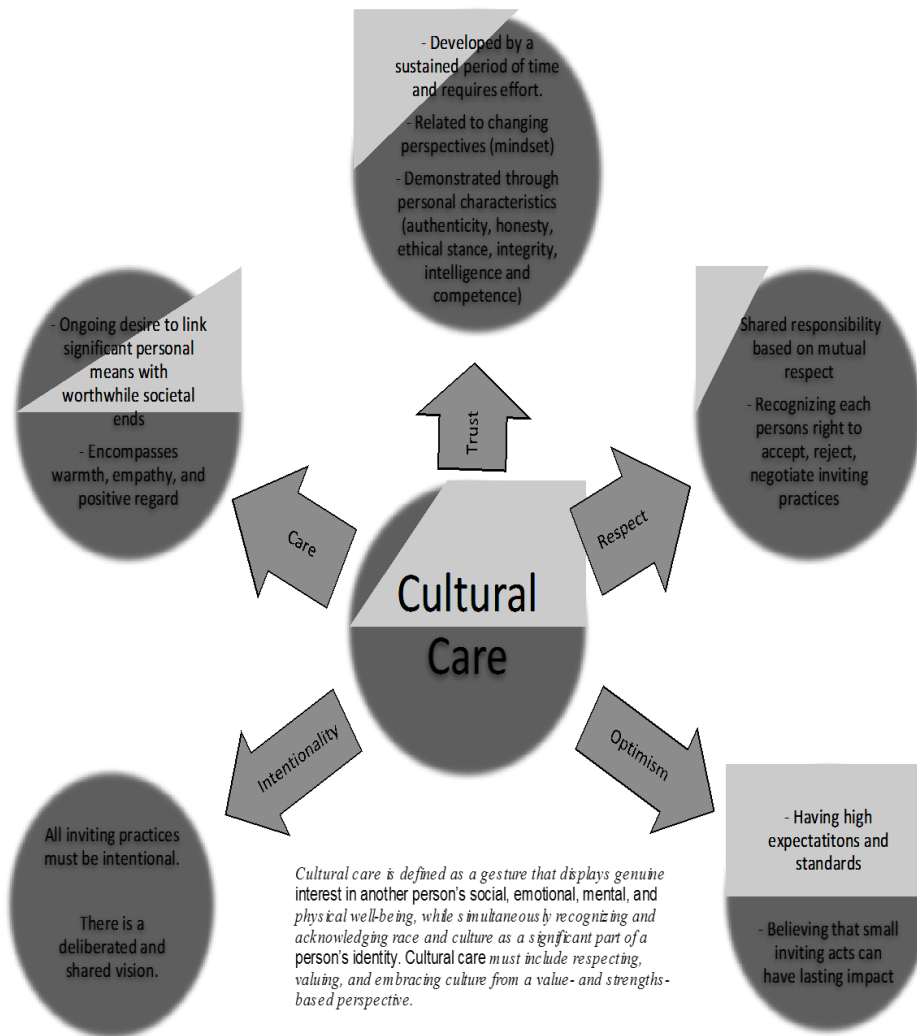 - Developed by a
sustained period of time
and requires effort.
- Related to changing
perspectives (mindset)
- Demonstrated through
personal characteristics
(authenticity, honesty,
ethical stance, integrity,
intelligence and
competence)
- Ongoing desire to link
significant personal
means with
worthwhile societal
ends
- Encompasses
warmth, empathy, and
positive regard
Shared responsibility
based on mutual
respect
- Recognizing each
persons right to
accept, reject,
negotiate inviting
practices
Trust
Care
Respect
Cultural
Care
Intentionality
Optimism
All inviting practices
must be intentional.
There is a
deliberated and
shared vision.
- Having high
expectatitons and
standards
- Believing that small
inviting acts can
have lasting impact
Cultural care is defined as a gesture that displays genuine
interest in another person's social, emotional, mental, and
physical well-being, while simultaneously recognizing and
acknowledging race and culture as a significant part of a
person's identity. Cultural care must include respecting,
valuing, and embracing culture from a value- and strengths-
based perspective.